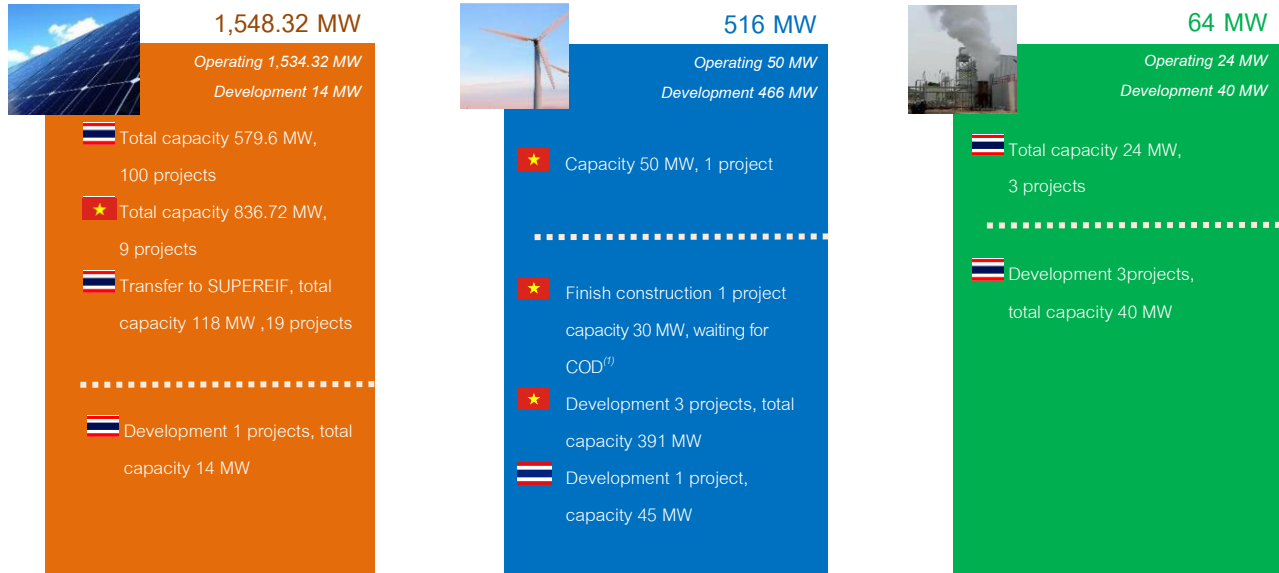 1,548.32 MW
Operating 1,534.32 MW
Development 14 MW
Total capacity 579.6 MW,
100 projects
Total capacity 836.72 MW,
9 projects
Transfer to SUPEREIF, total
capacity 118 MW ,19 projects
Development 1 projects, total
capacity 14 MW
516 MW
Operating 50 MW
Development 466 MW
Capacity 50 MW, 1 project
Finish construction 1 project
capacity 30 MW, waiting for
COD(1)
Development 3 projects, total
capacity 391 MW
Development 1 project,
capacity 45 MW
64 MW
Operating 24 MW
Development 40 MW
Total capacity 24 MW,
3 projects
Development 3projects,
total capacity 40 MW